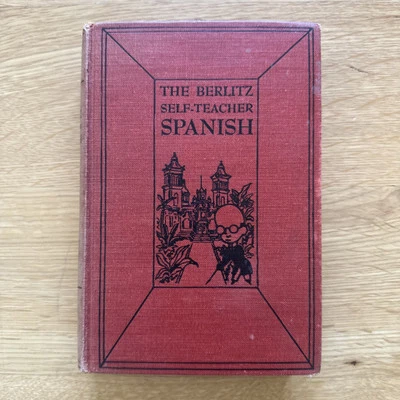 THE BERLITZ
SELF-TEACHER
SPANISH